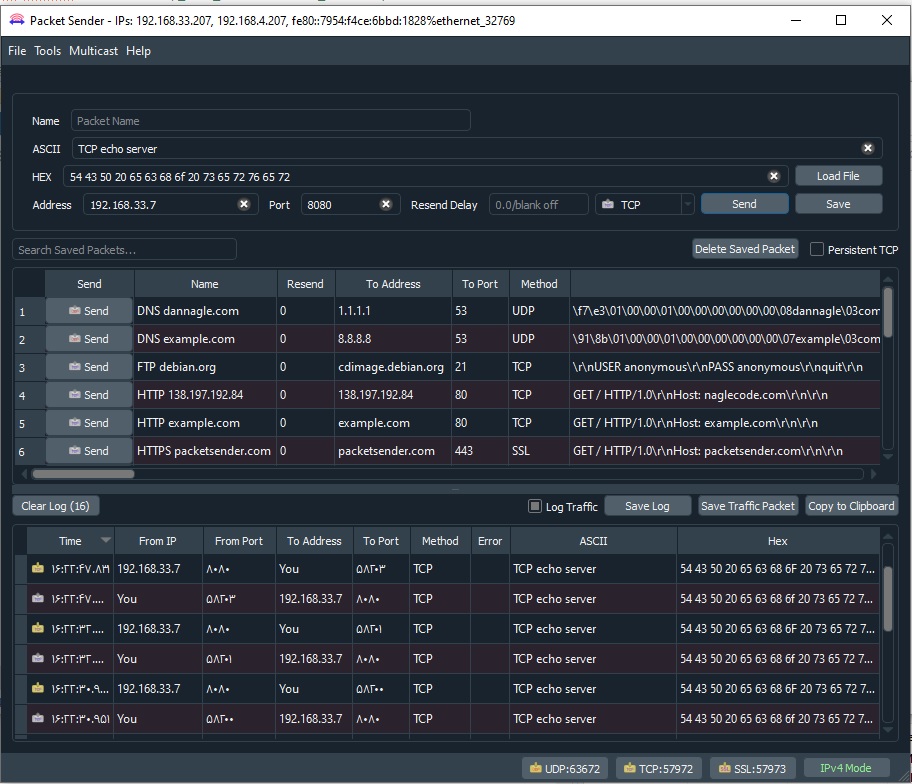 Packet Sender - IPs: 192.168.33.207, 192.168.4.207, fe80::7954:f4ce:6bbd:1828%ethernet_32769
File Tools Multicast Help
Name Packet Name
ASCII TCP echo server
HEX 54 43 50 20 65 63 68 6f 20 73 65 72 76 65 72 Load File
Address 192.168.33.7 Port 8080 Resend Delay 0.0/blank off TCP Send Save
Search Saved Packets... Delete Saved Packet Persistent TCP
Send Name Resend To Address To Port Method
1 Send DNS dannagle.com 0 1.1.1.1 53 UDP \f7\e3\01\00\00\01\00\00\00\00\00\00\08dannagle\03com
2 Send DNS example.com 0 8.8.8.8 53 UDP \91\8b\01\00\00\01\00\00\00\00\00\00\07example\03com
3 Send FTP debian.org 0 cdimage.debian.org 21 TCP \r\nUSER anonymous\r\nPASS anonymous\r\nquit\r\n
4 Send HTTP 138.197.192.84 0 138.197.192.84 80 TCP GET / HTTP/1.0\r\nHost: naglecode.com\r\n\r\n
5 Send HTTP example.com 0 example.com 80 TCP GET / HTTP/1.0\r\nHost: example.com\r\n\r\n
6 Send HTTPS packetsender.com 0 packetsender.com 443 SSL GET / HTTP/1.0\r\nHost: packetsender.com\r\n\r\n
Clear Log (16) Log Traffic Save Log Save Traffic Packet Copy to Clipboard
Time From IP From Port To Address To Port Method Error ASCII Hex
۱۶:۲۲:۴۷.۸۳ 192.168.33.7 ۸۰۸۰ You ۵۸۲۰۳ TCP TCP echo server 54 43 50 20 65 63 68 6F 20 73 65 72 7...
۱۶:۲۲:۴۷.... You ۵۸۲۰۳ 192.168.33.7 ۸۰۸۰ TCP TCP echo server 54 43 50 20 65 63 68 6F 20 73 65 72 7...
۱۶:۲۲:۳۲.... 192.168.33.7 ۸۰۸۰ You ۵۸۲۰۱ TCP TCP echo server 54 43 50 20 65 63 68 6F 20 73 65 72 7...
۱۶:۲۲:۳۲.... You ۵۸۲۰۱ 192.168.33.7 ۸۰۸۰ TCP TCP echo server 54 43 50 20 65 63 68 6F 20 73 65 72 7...
۱۶:۲۲:۳۰.۹... 192.168.33.7 ۸۰۸۰ You ۵۸۲۰۰ TCP TCP echo server 54 43 50 20 65 63 68 6F 20 73 65 72 7...
۱۶:۲۲:۳۰.۹۵۱ You ۵۸۲۰۰ 192.168.33.7 ۸۰۸۰ TCP TCP echo server 54 43 50 20 65 63 68 6F 20 73 65 72 7...
UDP:63672 TCP:57972 SSL:57973 IPv4 Mode